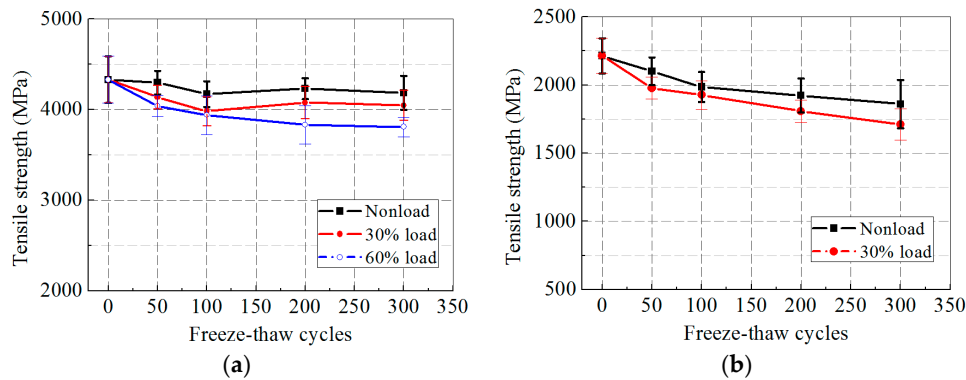 5000
4000
3000
2000
Tensile strength (MPa)
Nonload
30% load
60% load
0 50 100 150 200 250 300 350
Freeze-thaw cycles
(a)
2500
2000
1500
1000
500
Tensile strength (MPa)
Nonload
30% load
0 50 100 150 200 250 300 350
Freeze-thaw cycles
(b)